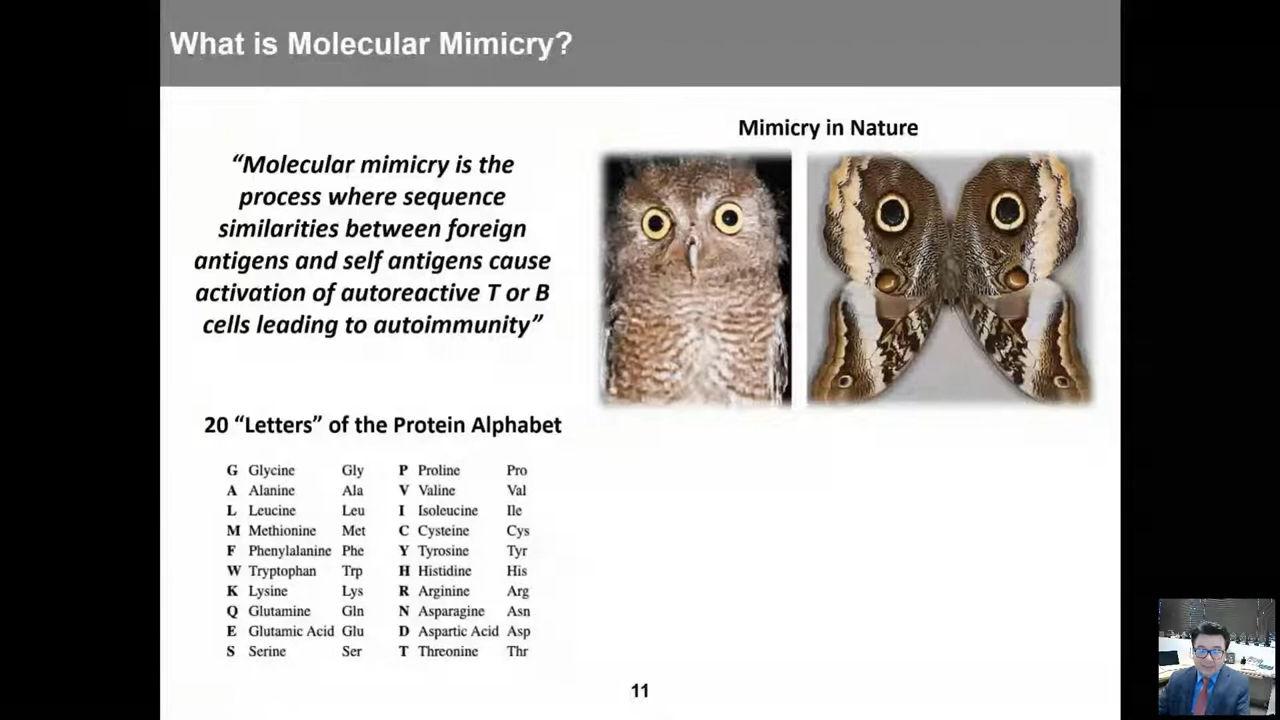 What is Molecular Mimicry?
“Molecular mimicry is the
process where sequence
similarities between foreign
antigens and self antigens cause
activation of autoreactive T or B
cells leading to autoimmunity”
Mimicry in Nature
20 “Letters” of the Protein Alphabet
G Glycine Gly P Proline Pro
A Alanine Ala V Valine Val
L Leucine Leu I Isoleucine Ile
M Methionine Met C Cysteine Cys
F Phenylalanine Phe Y Tyrosine Tyr
W Tryptophan Trp H Histidine His
K Lysine Lys R Arginine Arg
Q Glutamine Gln N Asparagine Asn
E Glutamic Acid Glu D Aspartic Acid Asp
S Serine Ser T Threonine Thr
11